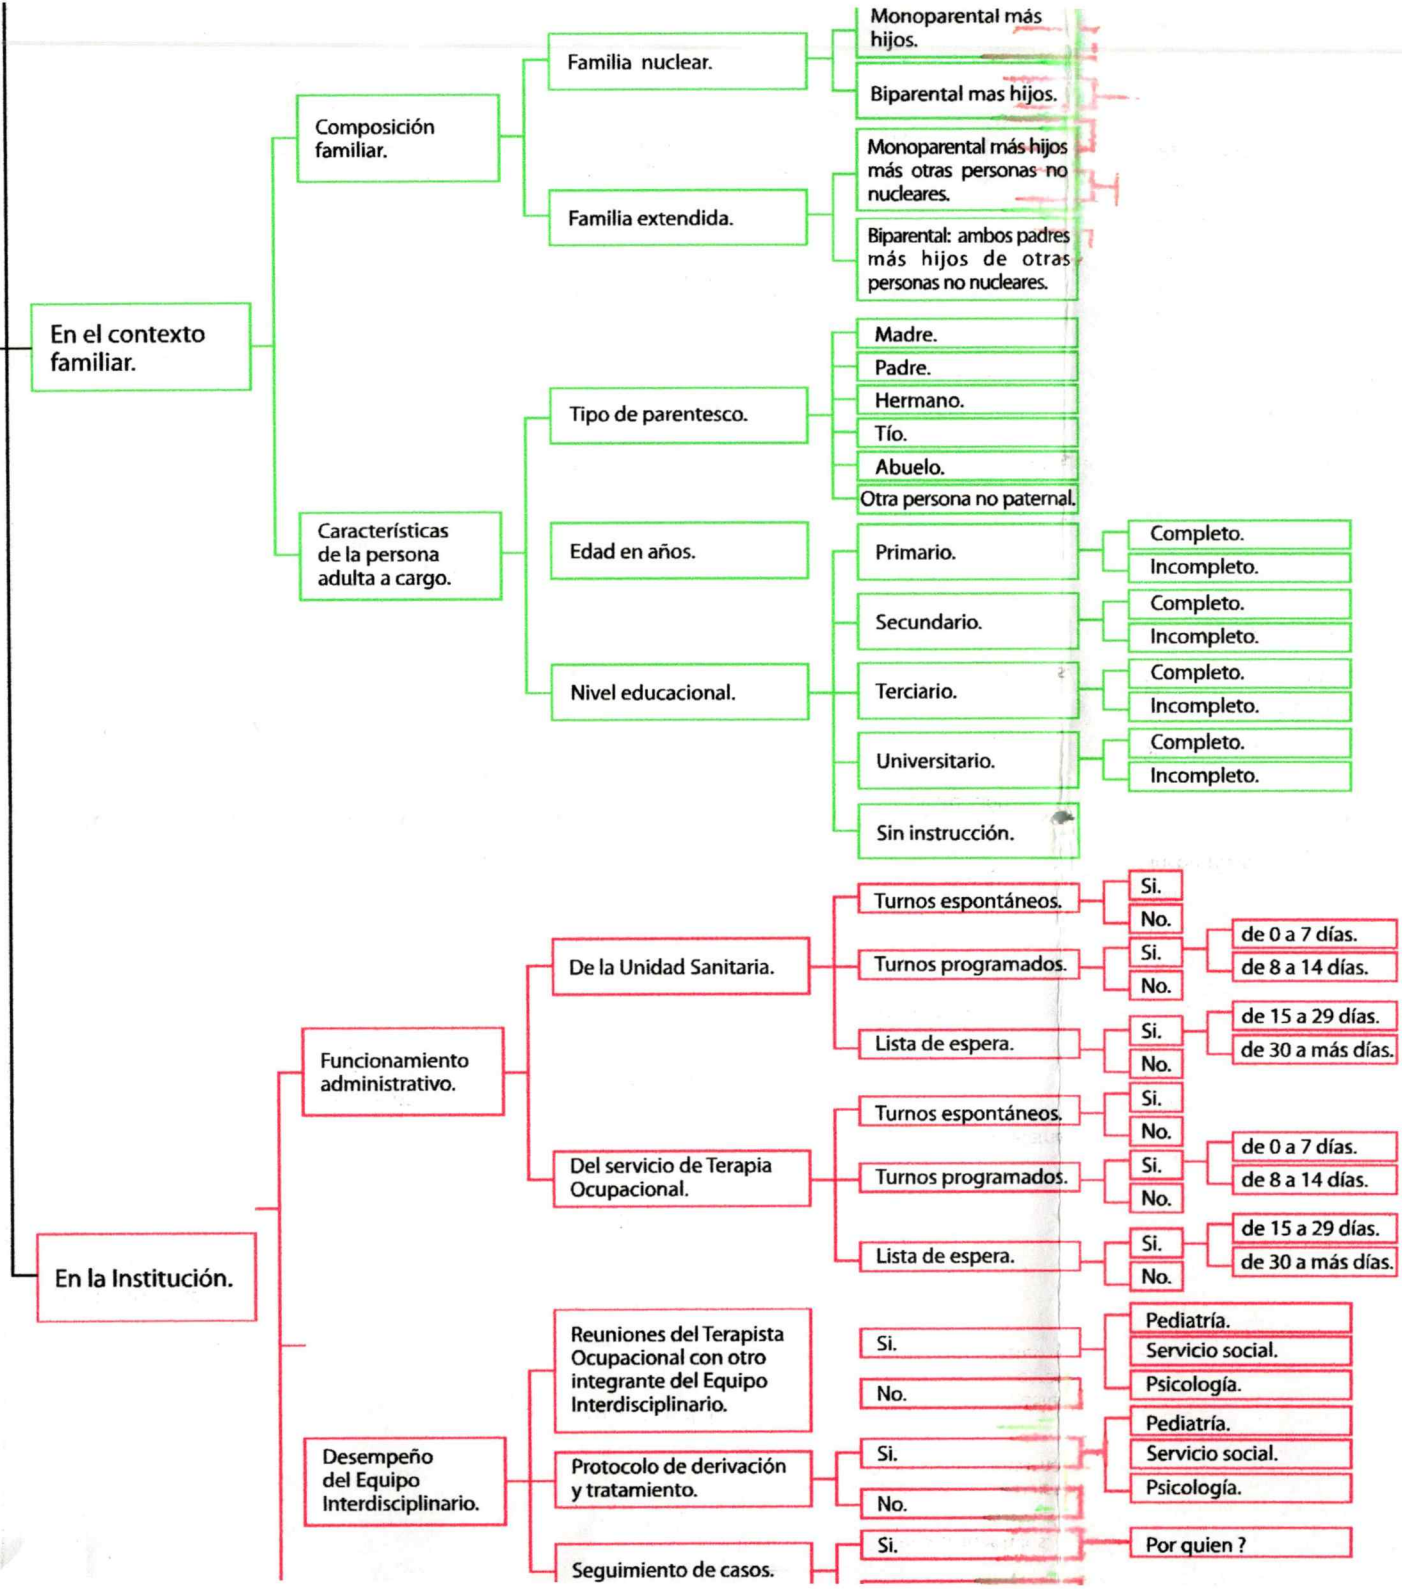 En el contexto
familiar.
Composición
familiar.
Familia nuclear.
Monoparental más
hijos.
Biparental mas hijos.
Familia extendida.
Monoparental más hijos
más otras personas no
nucleares.
Biparental: ambos padres
más hijos de otras
personas no nucleares.
Características
de la persona
adulta a cargo.
Tipo de parentesco.
Madre.
Padre.
Hermano.
Tío.
Abuelo.
Otra persona no paternal.
Edad en años.
Nivel educacional.
Primario.
Completo.
Incompleto.
Secundario.
Completo.
Incompleto.
Terciario.
Completo.
Incompleto.
Universitario.
Completo.
Incompleto.
Sin instrucción.
En la Institución.
Funcionamiento
administrativo.
De la Unidad Sanitaria.
Turnos espontáneos.
Si.
No.
Turnos programados.
Si.
de 0 a 7 días.
de 8 a 14 días.
No.
Lista de espera.
Si.
de 15 a 29 días.
de 30 a más días.
No.
Del servicio de Terapia
Ocupacional.
Turnos espontáneos.
Si.
No.
Turnos programados.
Si.
de 0 a 7 días.
de 8 a 14 días.
No.
Lista de espera.
Si.
de 15 a 29 días.
de 30 a más días.
No.
Desempeño
del Equipo
Interdisciplinario.
Reuniones del Terapista
Ocupacional con otro
integrante del Equipo
Interdisciplinario.
Si.
Pediatría.
Servicio social.
Psicología.
No.
Protocolo de derivación
y tratamiento.
Si.
Pediatría.
Servicio social.
Psicología.
No.
Seguimiento de casos.
Si.
Por quien ?